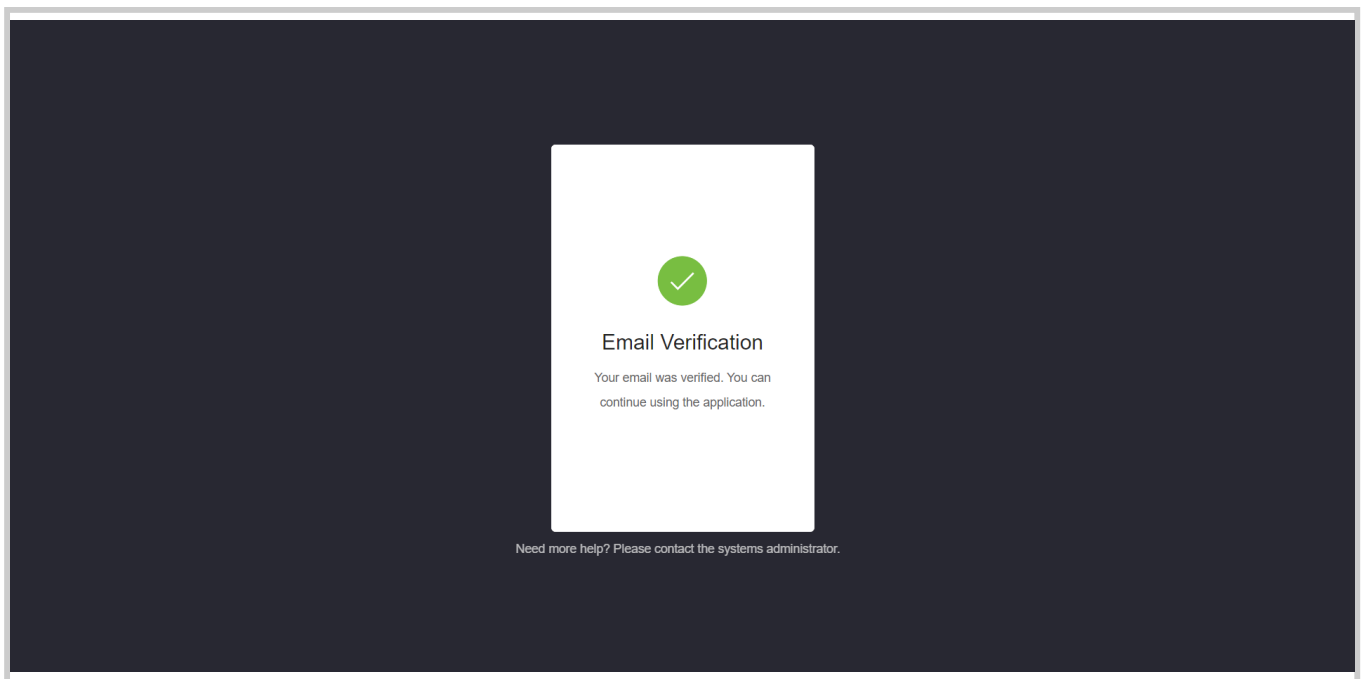 Email Verification
Your email was verified. You can
continue using the application.
Need more help? Please contact the systems administrator.